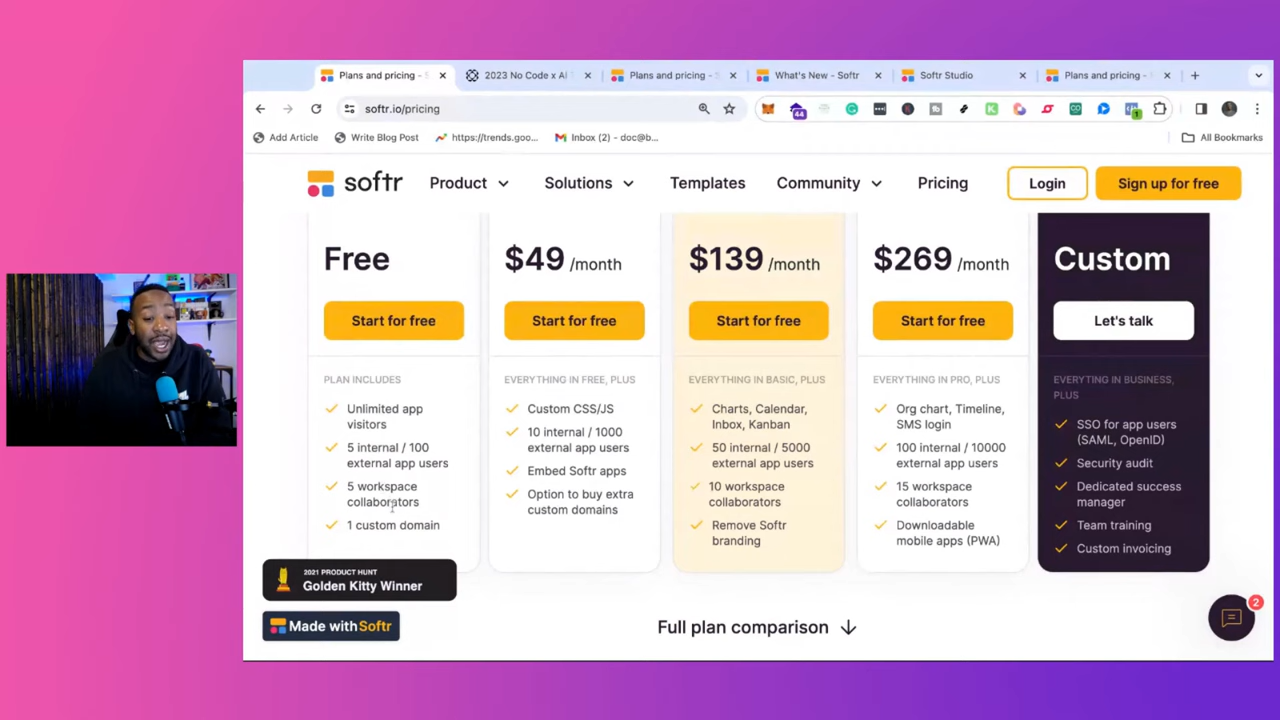 Plans and pricing - S
2023 No Code x AI
Plans and pricing - S
What's New - Softr
Softr Studio
Plans and pricing -
softr.io/pricing
44
1
Add Article
Write Blog Post
https://trends.goo...
Inbox (2) - doc@b...
All Bookmarks
softr
Product
Solutions
Templates
Community
Pricing
Login
Sign up for free
Free
Start for free
PLAN INCLUDES
Unlimited app
visitors
5 internal / 100
external app users
5 workspace
collaborators
1 custom domain
$49 /month
Start for free
EVERYTHING IN FREE, PLUS
Custom CSS/JS
10 internal / 1000
external app users
Embed Softr apps
Option to buy extra
custom domains
$139 /month
Start for free
EVERYTHING IN BASIC, PLUS
Charts, Calendar,
Inbox, Kanban
50 internal / 5000
external app users
10 workspace
collaborators
Remove Softr
branding
$269 /month
Start for free
EVERYTHING IN PRO, PLUS
Org chart, Timeline,
SMS login
100 internal / 10000
external app users
15 workspace
collaborators
Downloadable
mobile apps (PWA)
Custom
Let's talk
EVERYTING IN BUSINESS,
PLUS
SSO for app users
(SAML, OpenID)
Security audit
Dedicated success
manager
Team training
Custom invoicing
2021 PRODUCT HUNT
Golden Kitty Winner
Made with Softr
Full plan comparison
2